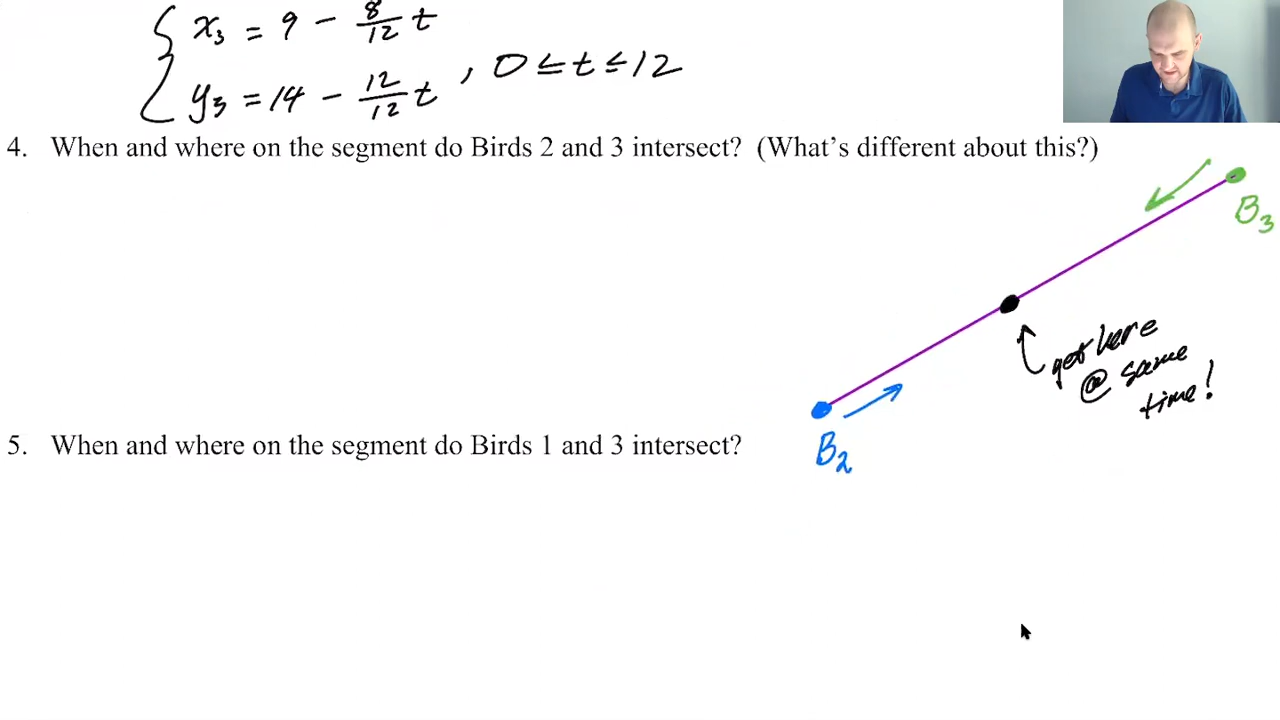 x₃ = 9 - 8/12 t
y₃ = 14 - 12/12 t , 0 ≤ t ≤ 12
4. When and where on the segment do Birds 2 and 3 intersect? (What's different about this?)
B₃
get here
@ same
time!
5. When and where on the segment do Birds 1 and 3 intersect?
B₂